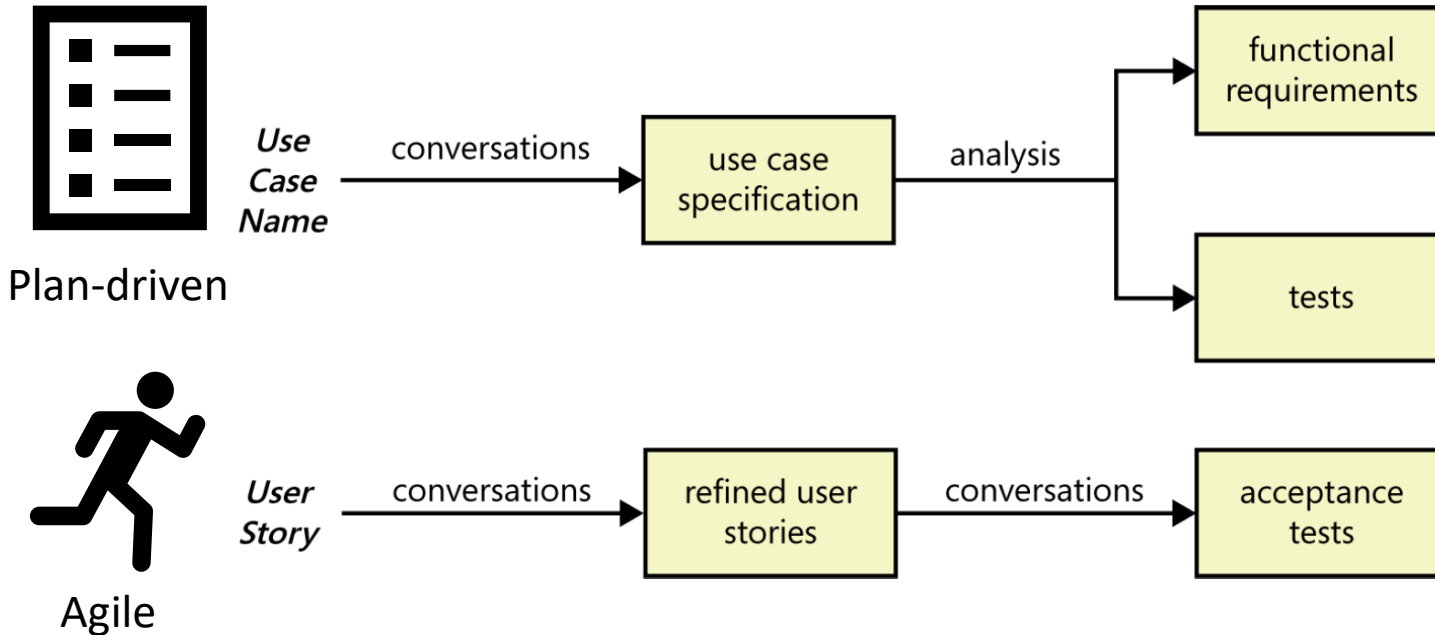 functional
requirements
Use
Case
Name
conversations
use case
specification
analysis
Plan-driven
tests
User
Story
conversations
refined user
stories
conversations
acceptance
tests
Agile